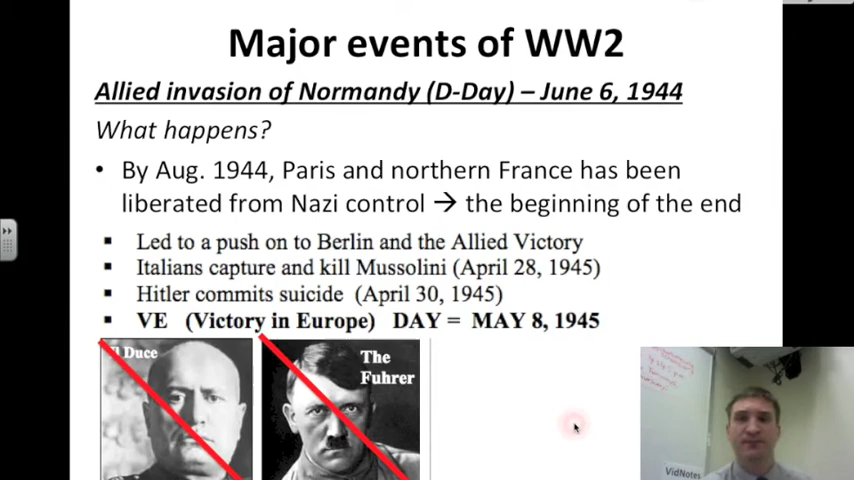 Major events of WW2
Allied invasion of Normandy (D-Day) – June 6, 1944
What happens?
• By Aug. 1944, Paris and northern France has been
liberated from Nazi control → the beginning of the end
▪ Led to a push on to Berlin and the Allied Victory
▪ Italians capture and kill Mussolini (April 28, 1945)
▪ Hitler commits suicide (April 30, 1945)
▪ VE (Victory in Europe) DAY = MAY 8, 1945
Duce
The
Fuhrer
VidNotes